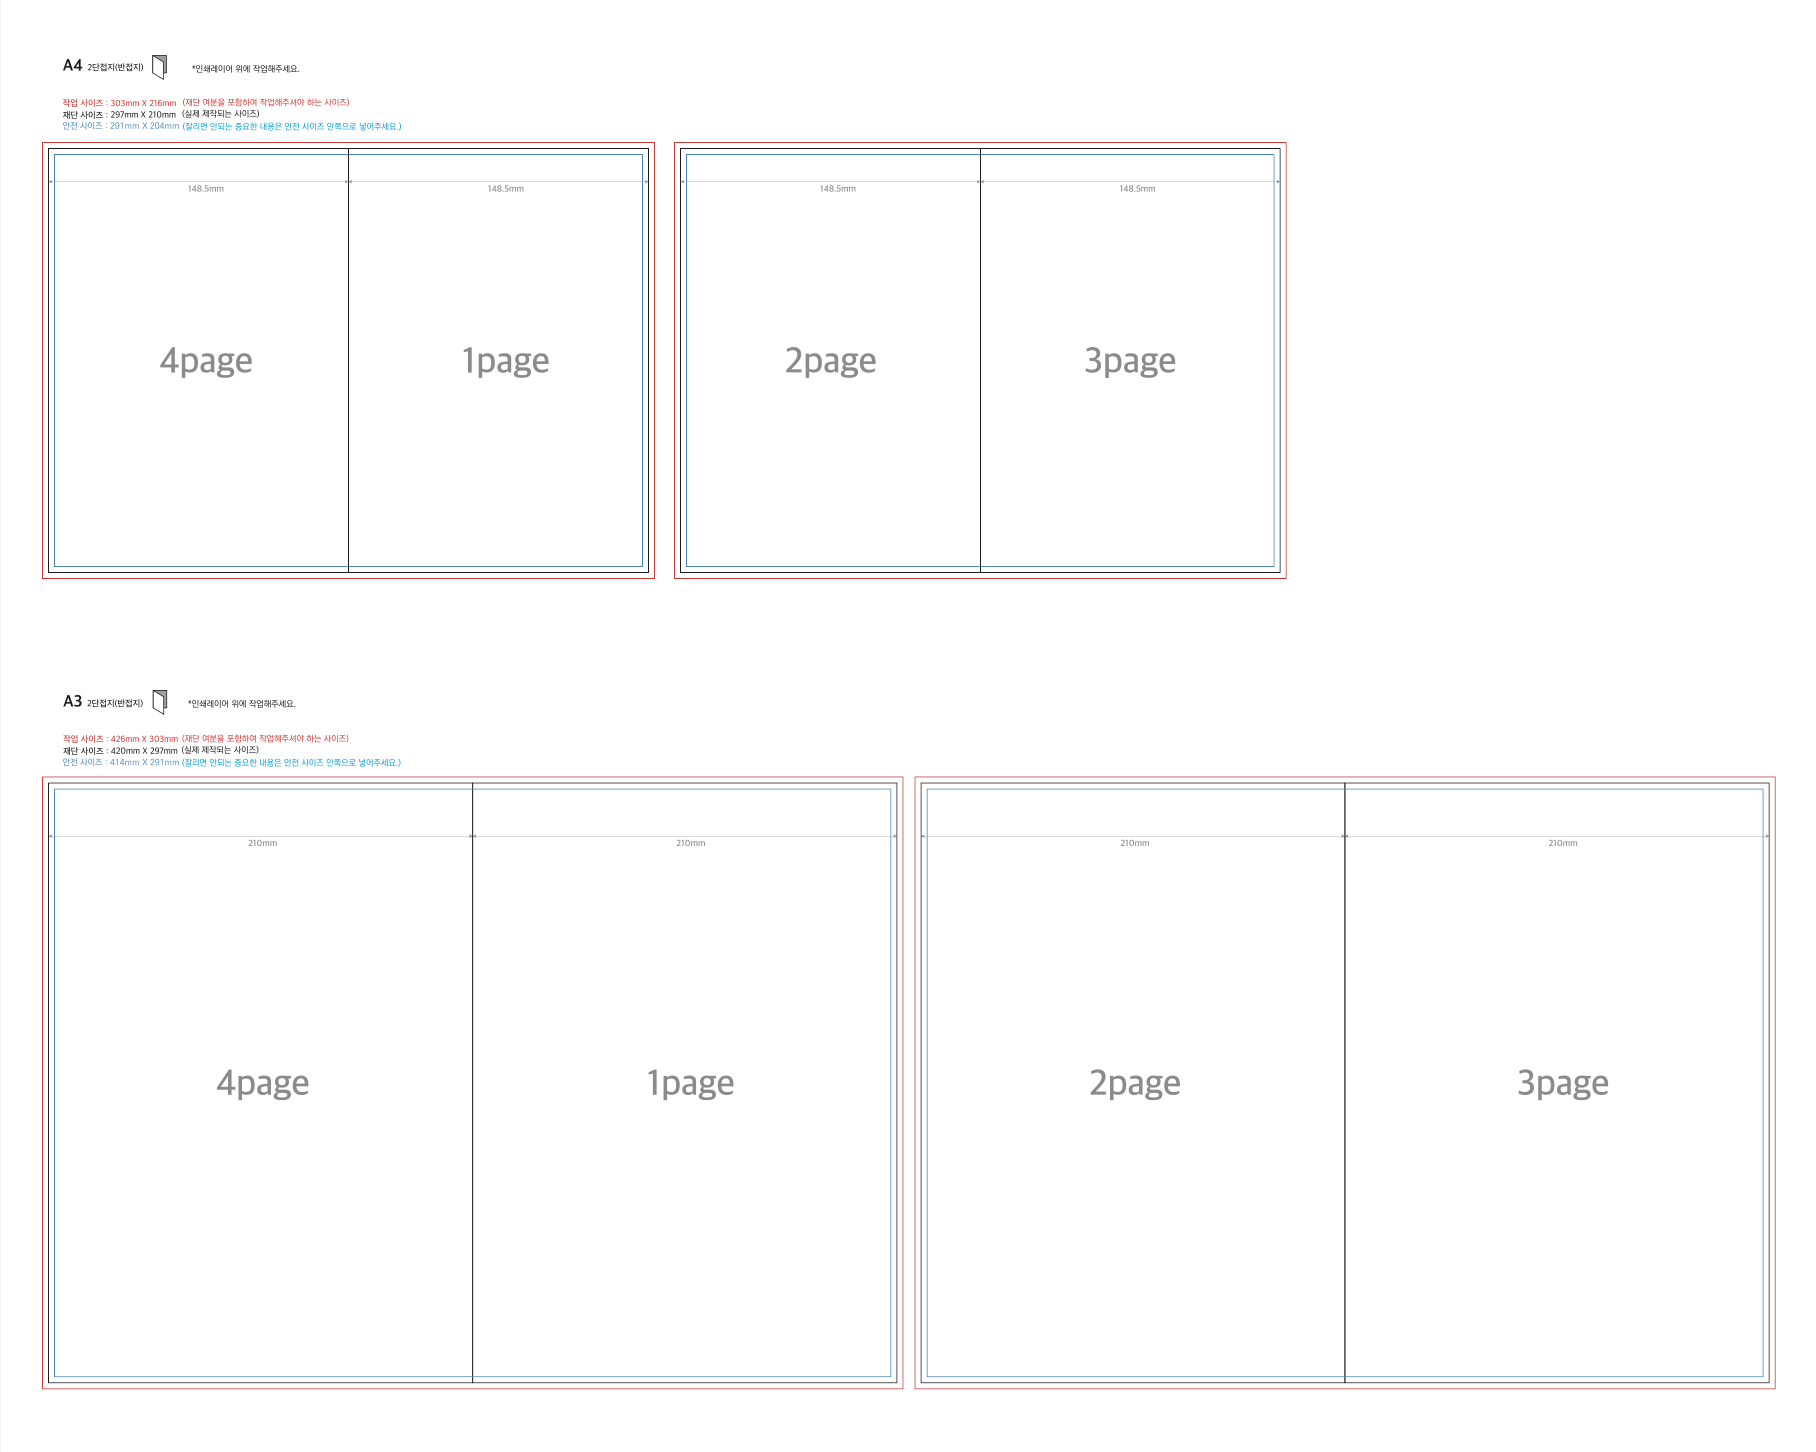 A4 2단접지(반접지) *인쇄레이어 위에 작업해주세요.
작업 사이즈 : 303mm X 216mm (재단 여분을 포함하여 작업해주셔야 하는 사이즈)
재단 사이즈 : 297mm X 210mm (실제 제작되는 사이즈)
안전 사이즈 : 291mm X 204mm (잘리면 안되는 중요한 내용은 안전 사이즈 안쪽으로 넣어주세요.)
148.5mm 148.5mm 148.5mm 148.5mm
4page 1page 2page 3page
A3 2단접지(반접지) *인쇄레이어 위에 작업해주세요.
작업 사이즈 : 426mm X 303mm (재단 여분을 포함하여 작업해주셔야 하는 사이즈)
재단 사이즈 : 420mm X 297mm (실제 제작되는 사이즈)
안전 사이즈 : 414mm X 291mm (잘리면 안되는 중요한 내용은 안전 사이즈 안쪽으로 넣어주세요.)
210mm 210mm 210mm 210mm
4page 1page 2page 3page